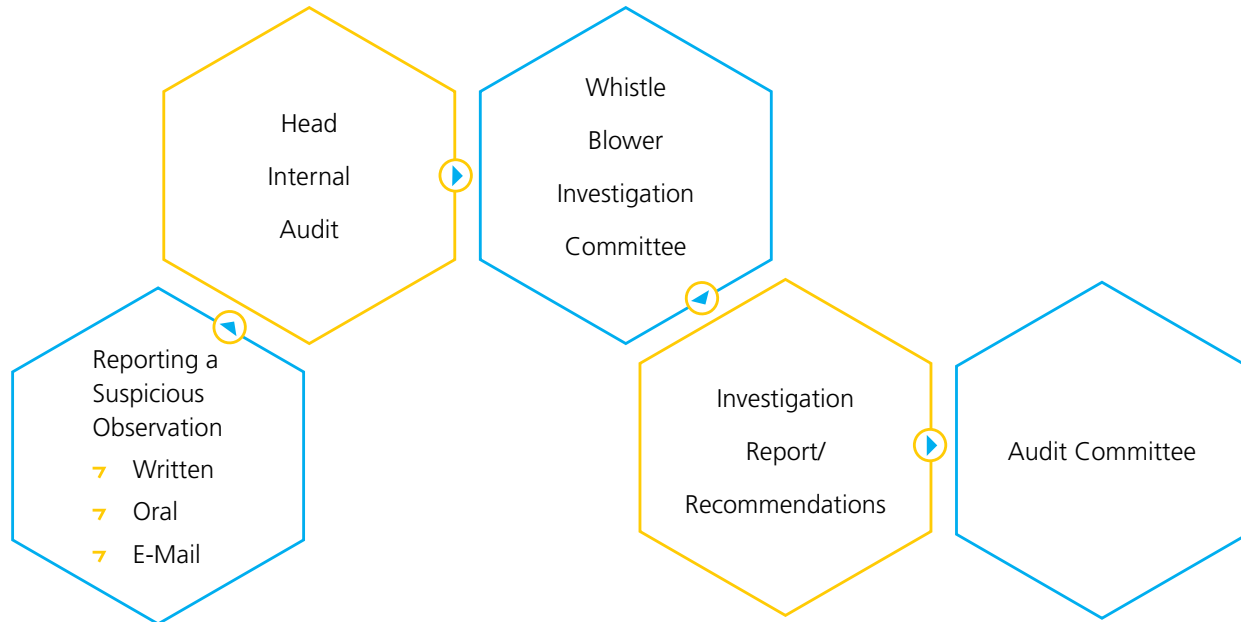 Reporting a
Suspicious
Observation
Written
Oral
E-Mail
Head
Internal
Audit
Whistle
Blower
Investigation
Committee
Investigation
Report/
Recommendations
Audit Committee